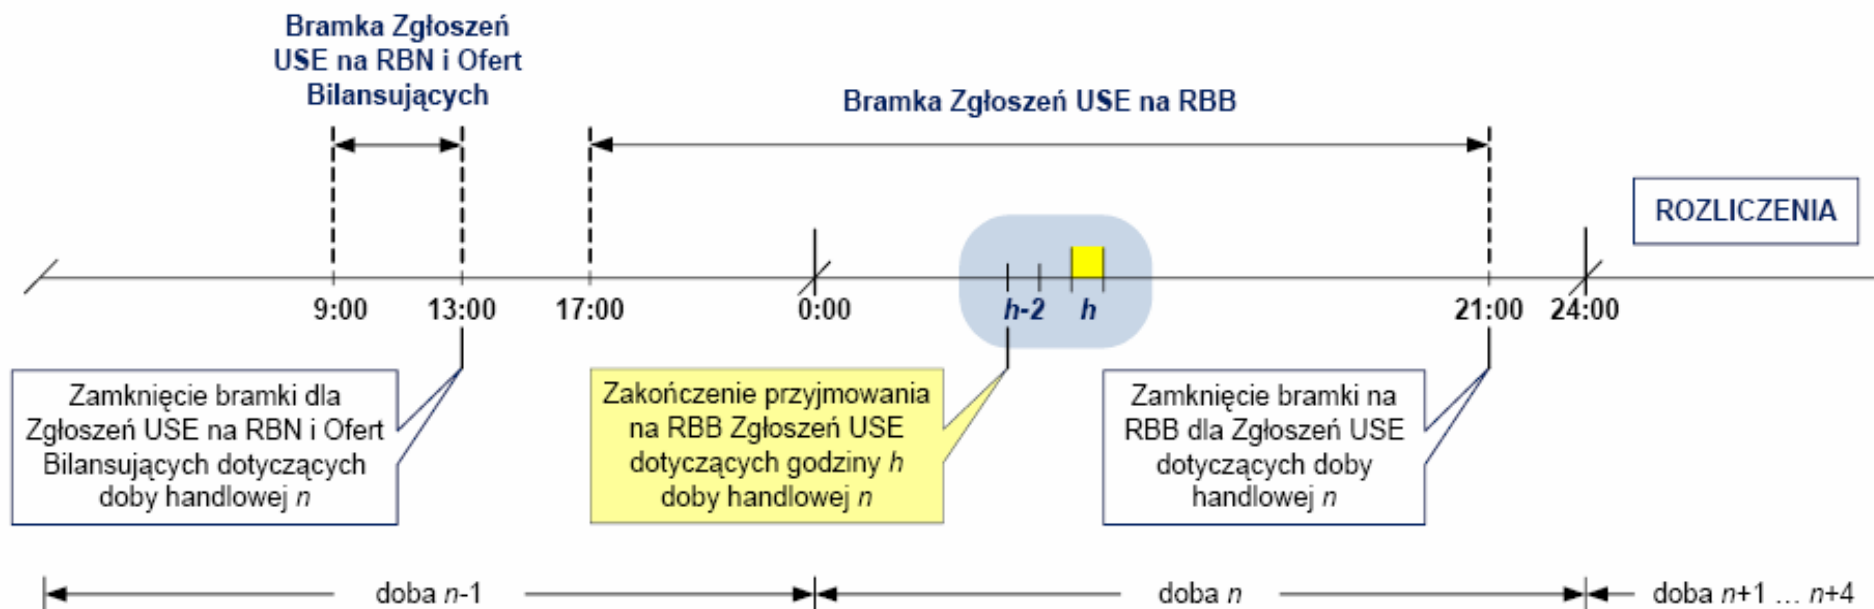 Bramka Zgłoszeń
USE na RBN i Ofert
Bilansujących
Bramka Zgłoszeń USE na RBB
ROZLICZENIA
9:00
13:00
17:00
0:00
h-2
h
21:00
24:00
Zamknięcie bramki dla
Zgłoszeń USE na RBN i Ofert
Bilansujących dotyczących
doby handlowej n
Zakończenie przyjmowania
na RBB Zgłoszeń USE
dotyczących godziny h
doby handlowej n
Zamknięcie bramki na
RBB dla Zgłoszeń USE
dotyczących doby
handlowej n
doba n-1
doba n
doba n+1 ... n+4